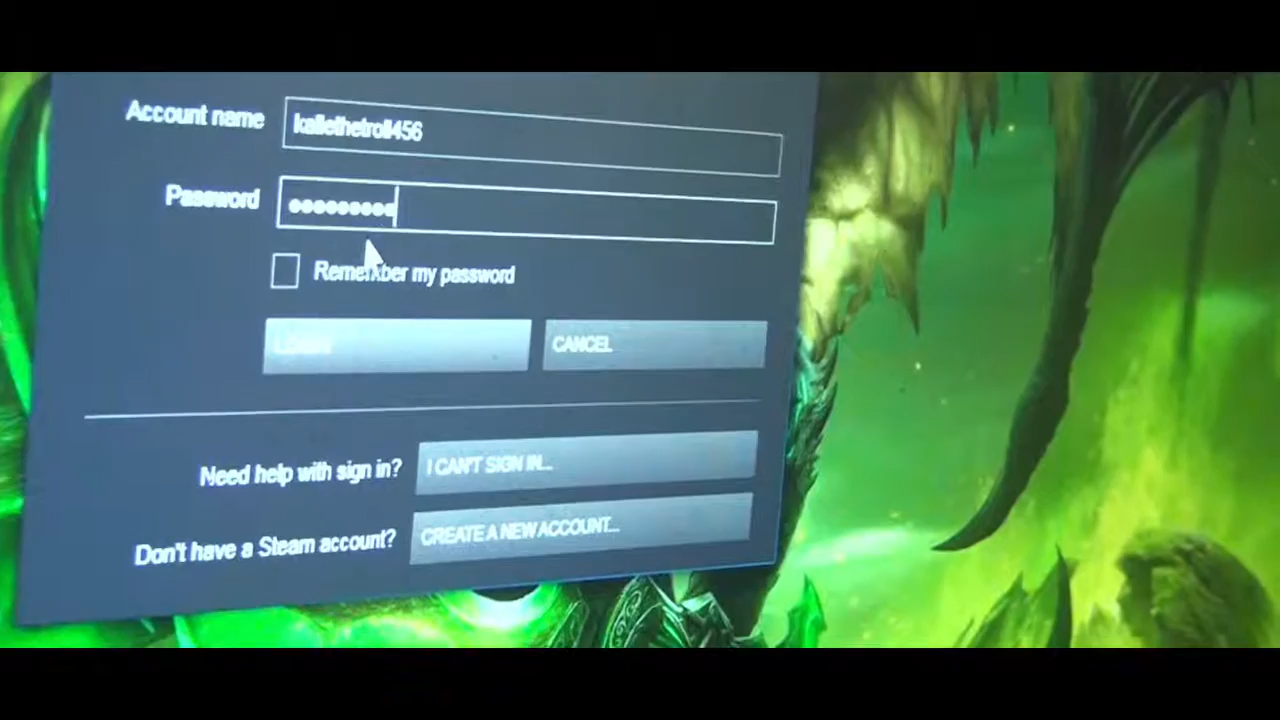 Account name kallethetroll456
Password
Remember my password
LOGIN CANCEL
Need help with sign in? I CAN'T SIGN IN...
Don't have a Steam account? CREATE A NEW ACCOUNT...